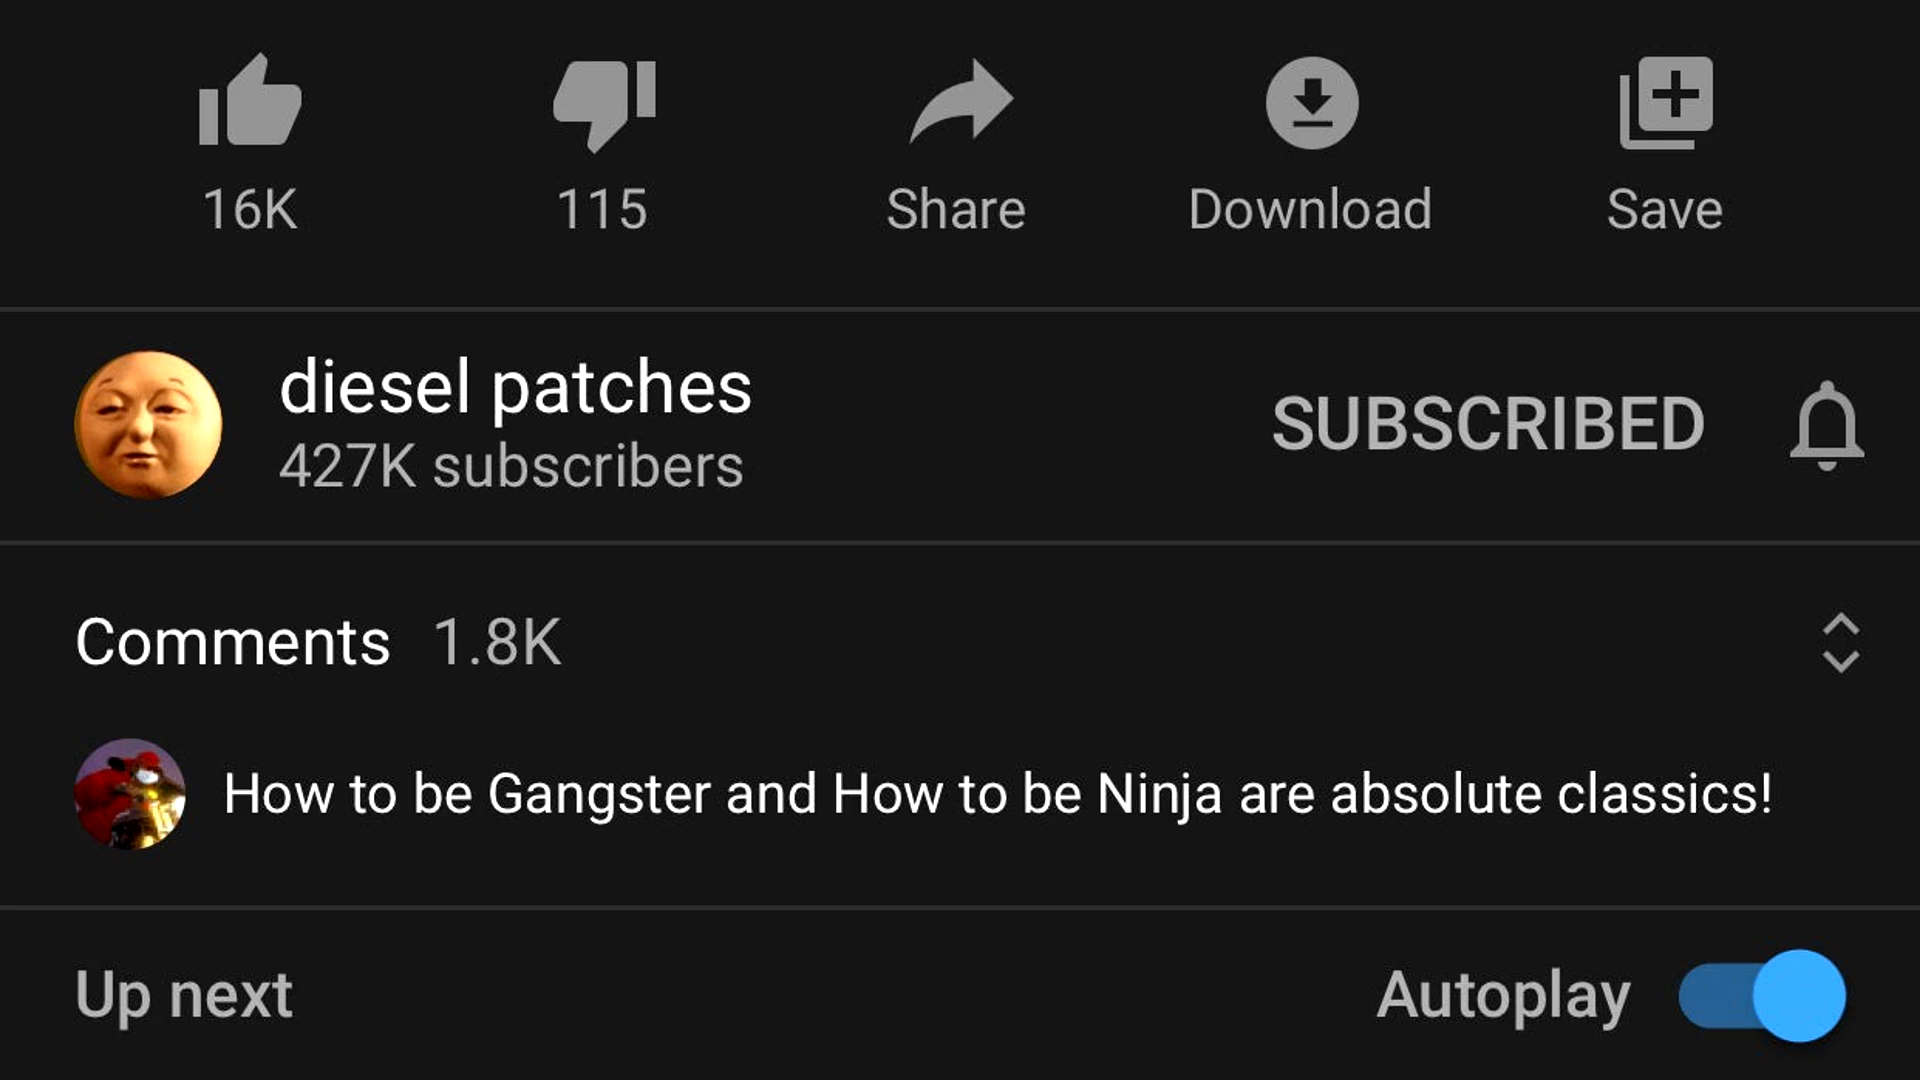 16K 115 Share Download Save
diesel patches
427K subscribers
SUBSCRIBED
Comments 1.8K
How to be Gangster and How to be Ninja are absolute classics!
Up next Autoplay